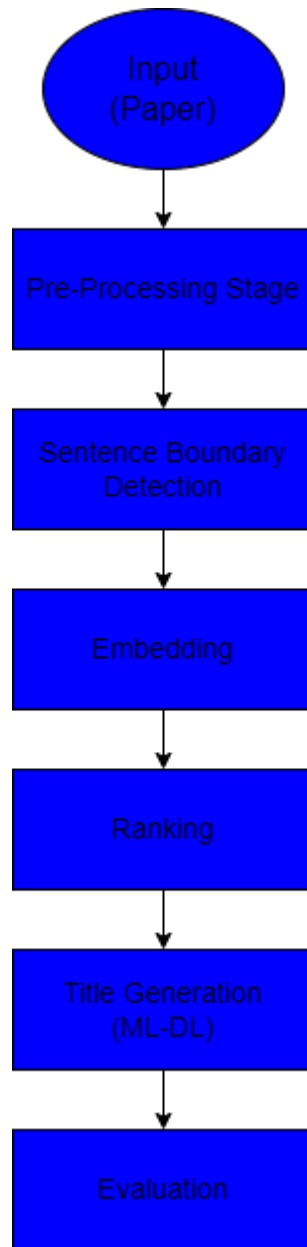 Input
(Paper)
Pre-Processing Stage
Sentence Boundary
Detection
Embedding
Ranking
Title Generation
(ML-DL)
Evaluation